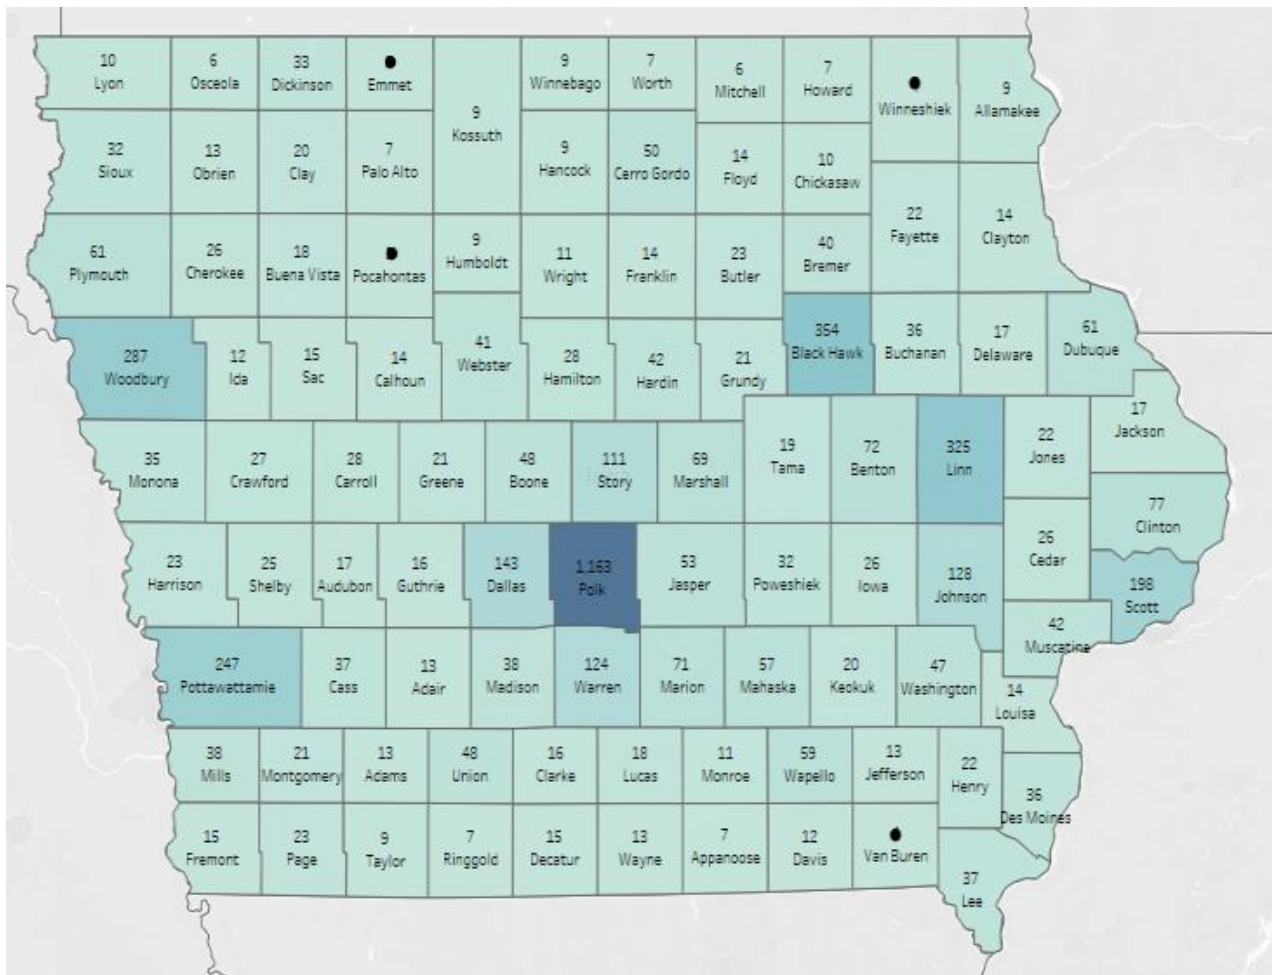 10
Lyon
6
Osceola
33
Dickinson
Emmet
9
Kossuth
9
Winnebago
7
Worth
6
Mitchell
7
Howard
Winneshiek
9
Allamakee
32
Sioux
13
Obrien
20
Clay
7
Palo Alto
9
Hancock
50
Cerro Gordo
14
Floyd
10
Chickasaw
22
Fayette
14
Clayton
61
Plymouth
26
Cherokee
18
Buena Vista
Pocahontas
9
Humboldt
11
Wright
14
Franklin
23
Butler
40
Bremer
287
Woodbury
12
Ida
15
Sac
14
Calhoun
41
Webster
28
Hamilton
42
Hardin
21
Grundy
354
Black Hawk
36
Buchanan
17
Delaware
61
Dubuque
35
Monona
27
Crawford
28
Carroll
21
Greene
48
Boone
111
Story
69
Marshall
19
Tama
72
Benton
325
Linn
22
Jones
17
Jackson
23
Harrison
25
Shelby
17
Audubon
16
Guthrie
143
Dallas
1,163
Polk
53
Jasper
32
Poweshiek
26
Iowa
128
Johnson
26
Cedar
77
Clinton
198
Scott
247
Pottawattamie
37
Cass
13
Adair
38
Madison
124
Warren
71
Marion
57
Mahaska
20
Keokuk
47
Washington
14
Louisa
42
Muscatine
38
Mills
21
Montgomery
13
Adams
48
Union
16
Clarke
18
Lucas
11
Monroe
59
Wapello
13
Jefferson
22
Henry
36
Des Moines
15
Fremont
23
Page
9
Taylor
7
Ringgold
15
Decatur
13
Wayne
7
Appanoose
12
Davis
Van Buren
37
Lee